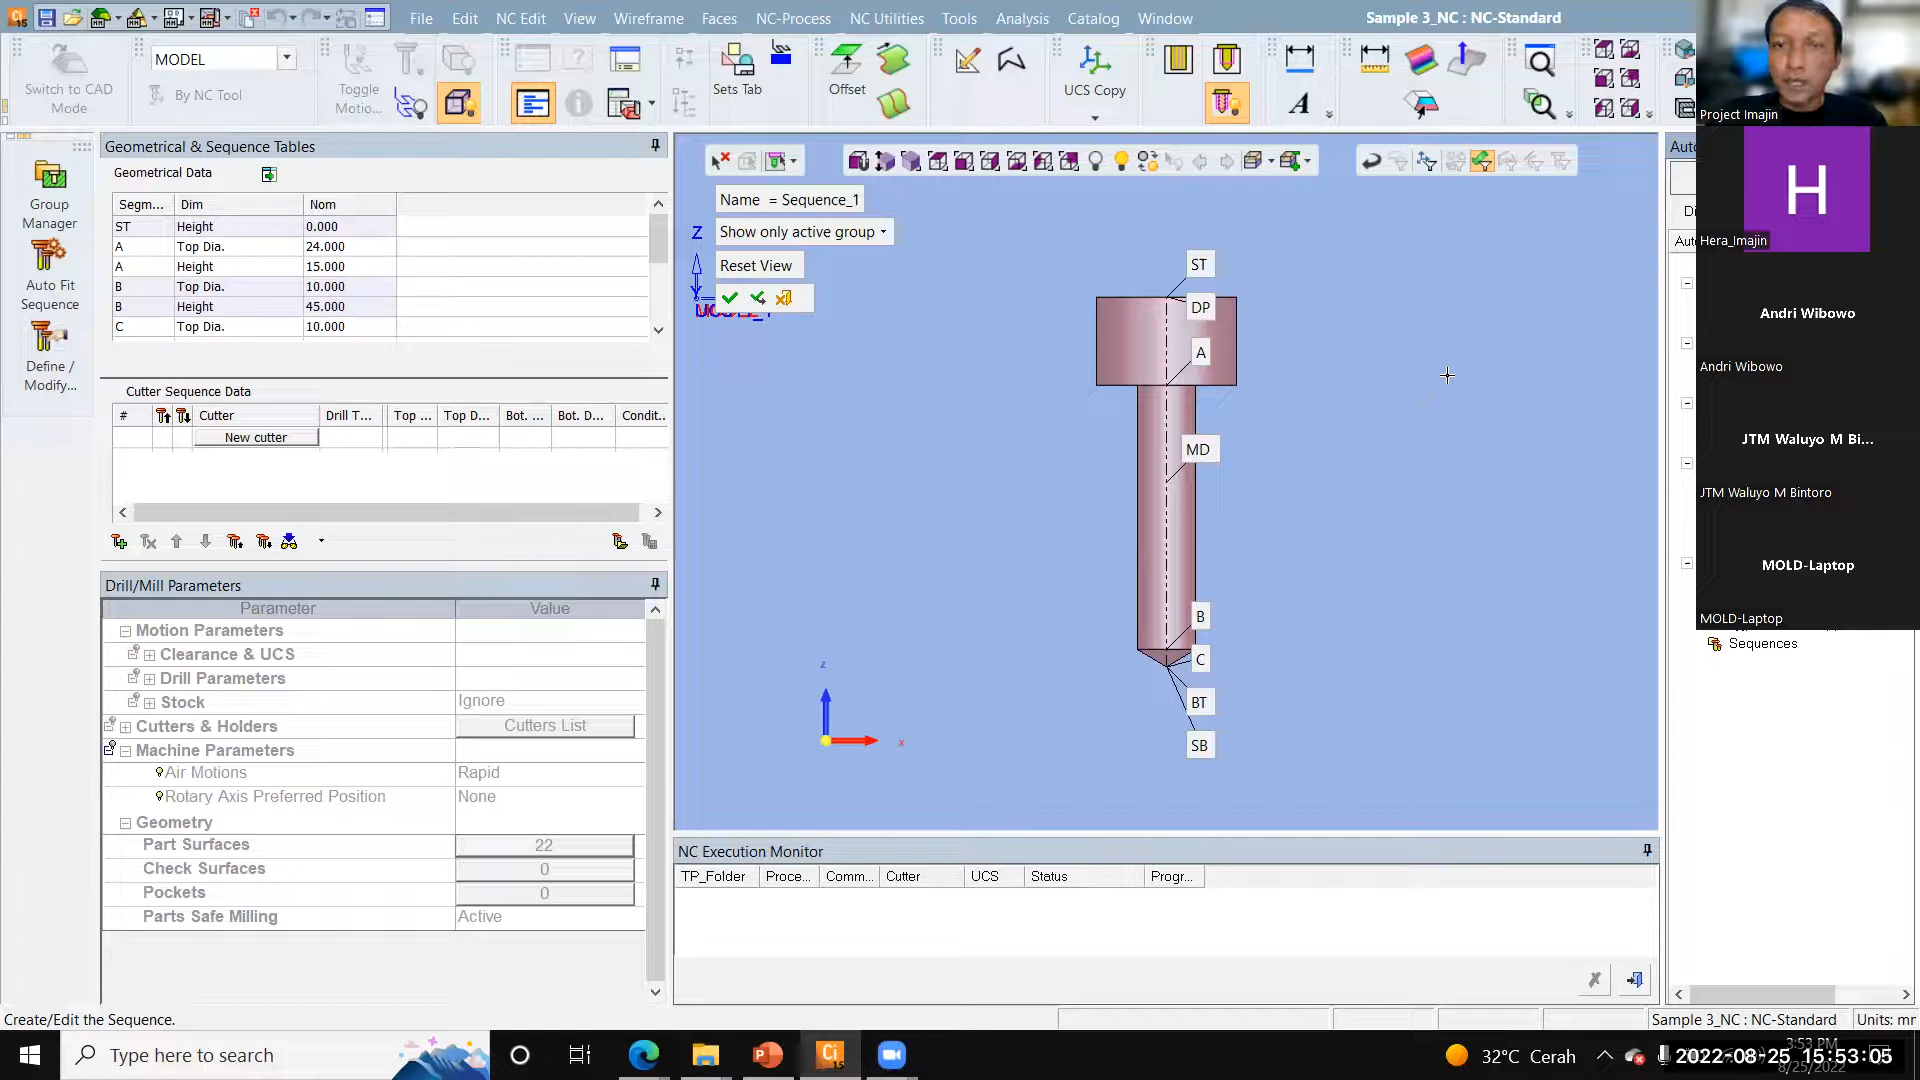 File Edit NC Edit View Wireframe Faces NC-Process NC Utilities Tools Analysis Catalog Window Sample 3_NC : NC-Standard
Switch to CAD Mode
MODEL
By NC Tool
Toggle Motio...
Sets Tab
Offset
UCS Copy
A
Group Manager
Auto Fit Sequence
Define / Modify...
Geometrical & Sequence Tables
Geometrical Data
Segm... Dim Nom
ST Height 0.000
A Top Dia. 24.000
A Height 15.000
B Top Dia. 10.000
B Height 45.000
C Top Dia. 10.000
Cutter Sequence Data
# Cutter Drill T... Top ... Top D... Bot. ... Bot. D... Condit...
New cutter
Drill/Mill Parameters
Parameter Value
Motion Parameters
Clearance & UCS
Drill Parameters
Stock Ignore
Cutters & Holders Cutters List
Machine Parameters
Air Motions Rapid
Rotary Axis Preferred Position None
Geometry
Part Surfaces 22
Check Surfaces 0
Pockets 0
Parts Safe Milling Active
Name = Sequence_1
Z
Show only active group
Reset View
ST
DP
A
MD
B
C
BT
SB
z
x
NC Execution Monitor
TP_Folder Proce... Comm... Cutter UCS Status Progr...
Project Imajin
H
Hera_Imajin
Andri Wibowo
Andri Wibowo
JTM Waluyo M Bi...
JTM Waluyo M Bintoro
MOLD-Laptop
MOLD-Laptop
Sequences
Create/Edit the Sequence.
Sample 3_NC : NC-Standard
Type here to search
32°C Cerah
3:53 PM
2022-08-25 15:53:05
8/25/2022